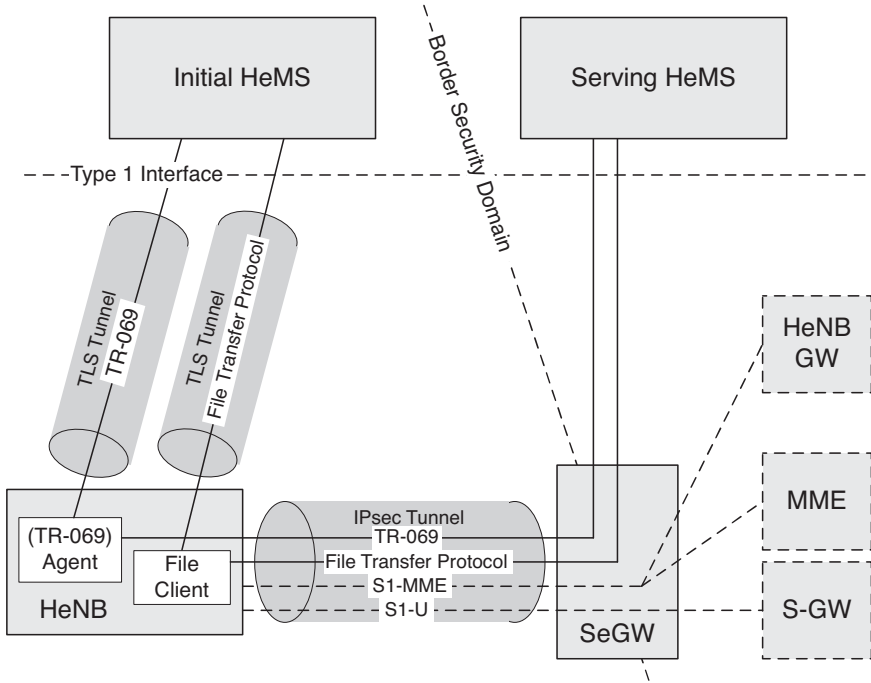 Initial HeMS
Serving HeMS
Border Security Domain
Type 1 Interface
TLS Tunnel
TR-069
TLS Tunnel
File Transfer Protocol
HeNB
GW
MME
S-GW
IPsec Tunnel
TR-069
File Transfer Protocol
S1-MME
S1-U
(TR-069)
Agent
File
Client
HeNB
SeGW